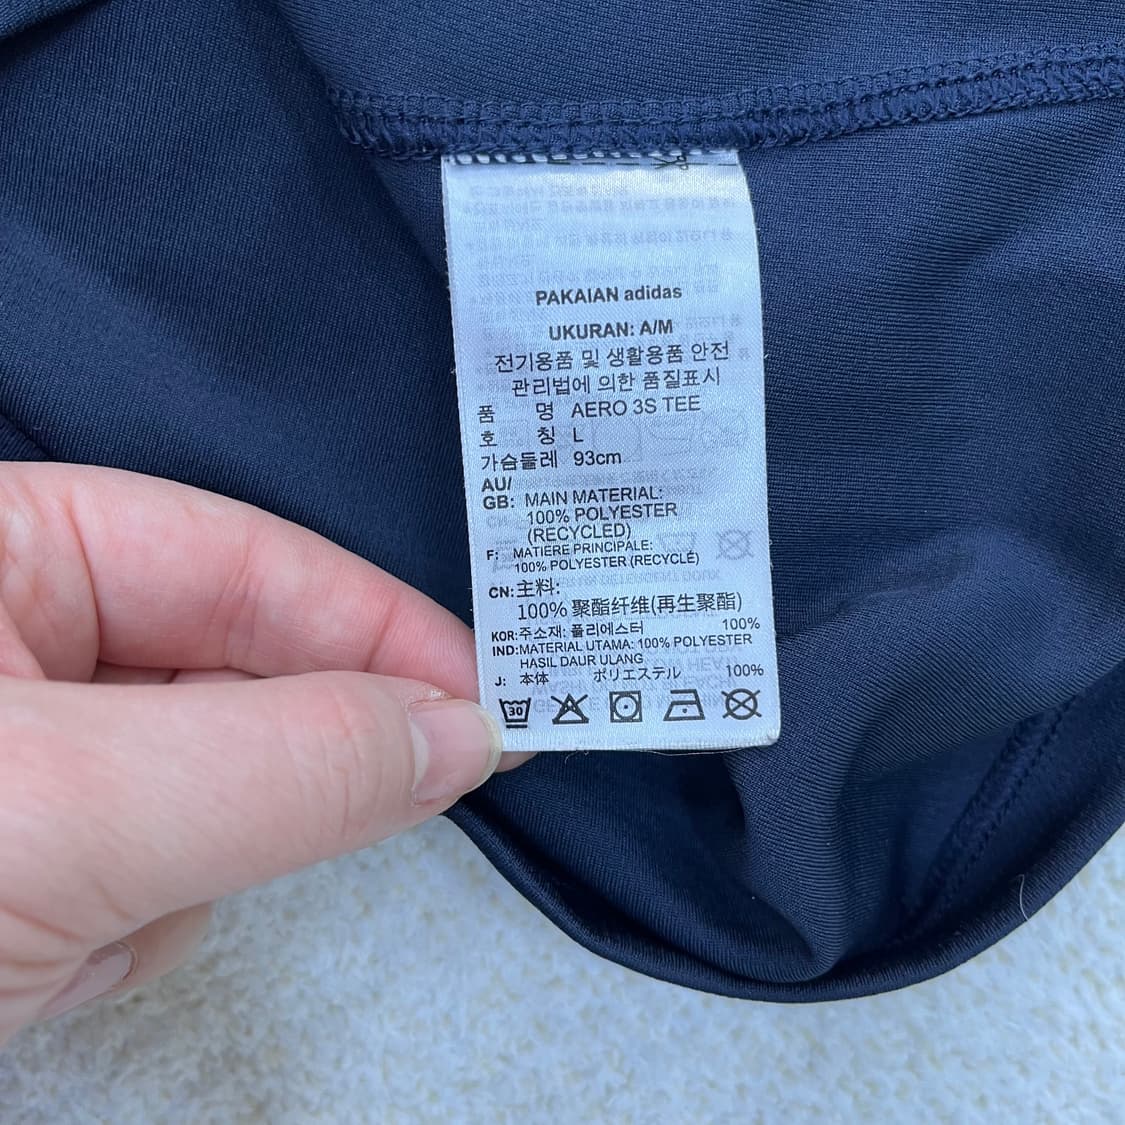 PAKAIAN adidas
UKURAN: A/M
전기용품 및 생활용품 안전
관리법에 의한 품질표시
품 명 AERO 3S TEE
호 칭 L
가슴둘레 93cm
AU/
GB: MAIN MATERIAL:
100% POLYESTER
(RECYCLED)
F: MATIERE PRINCIPALE:
100% POLYESTER (RECYCLÉ)
CN: 主料:
100% 聚酯纤维(再生聚酯)
KOR: 주소재: 폴리에스터 100%
IND: MATERIAL UTAMA: 100% POLYESTER
HASIL DAUR ULANG
J: 本体 ポリエステル 100%
30